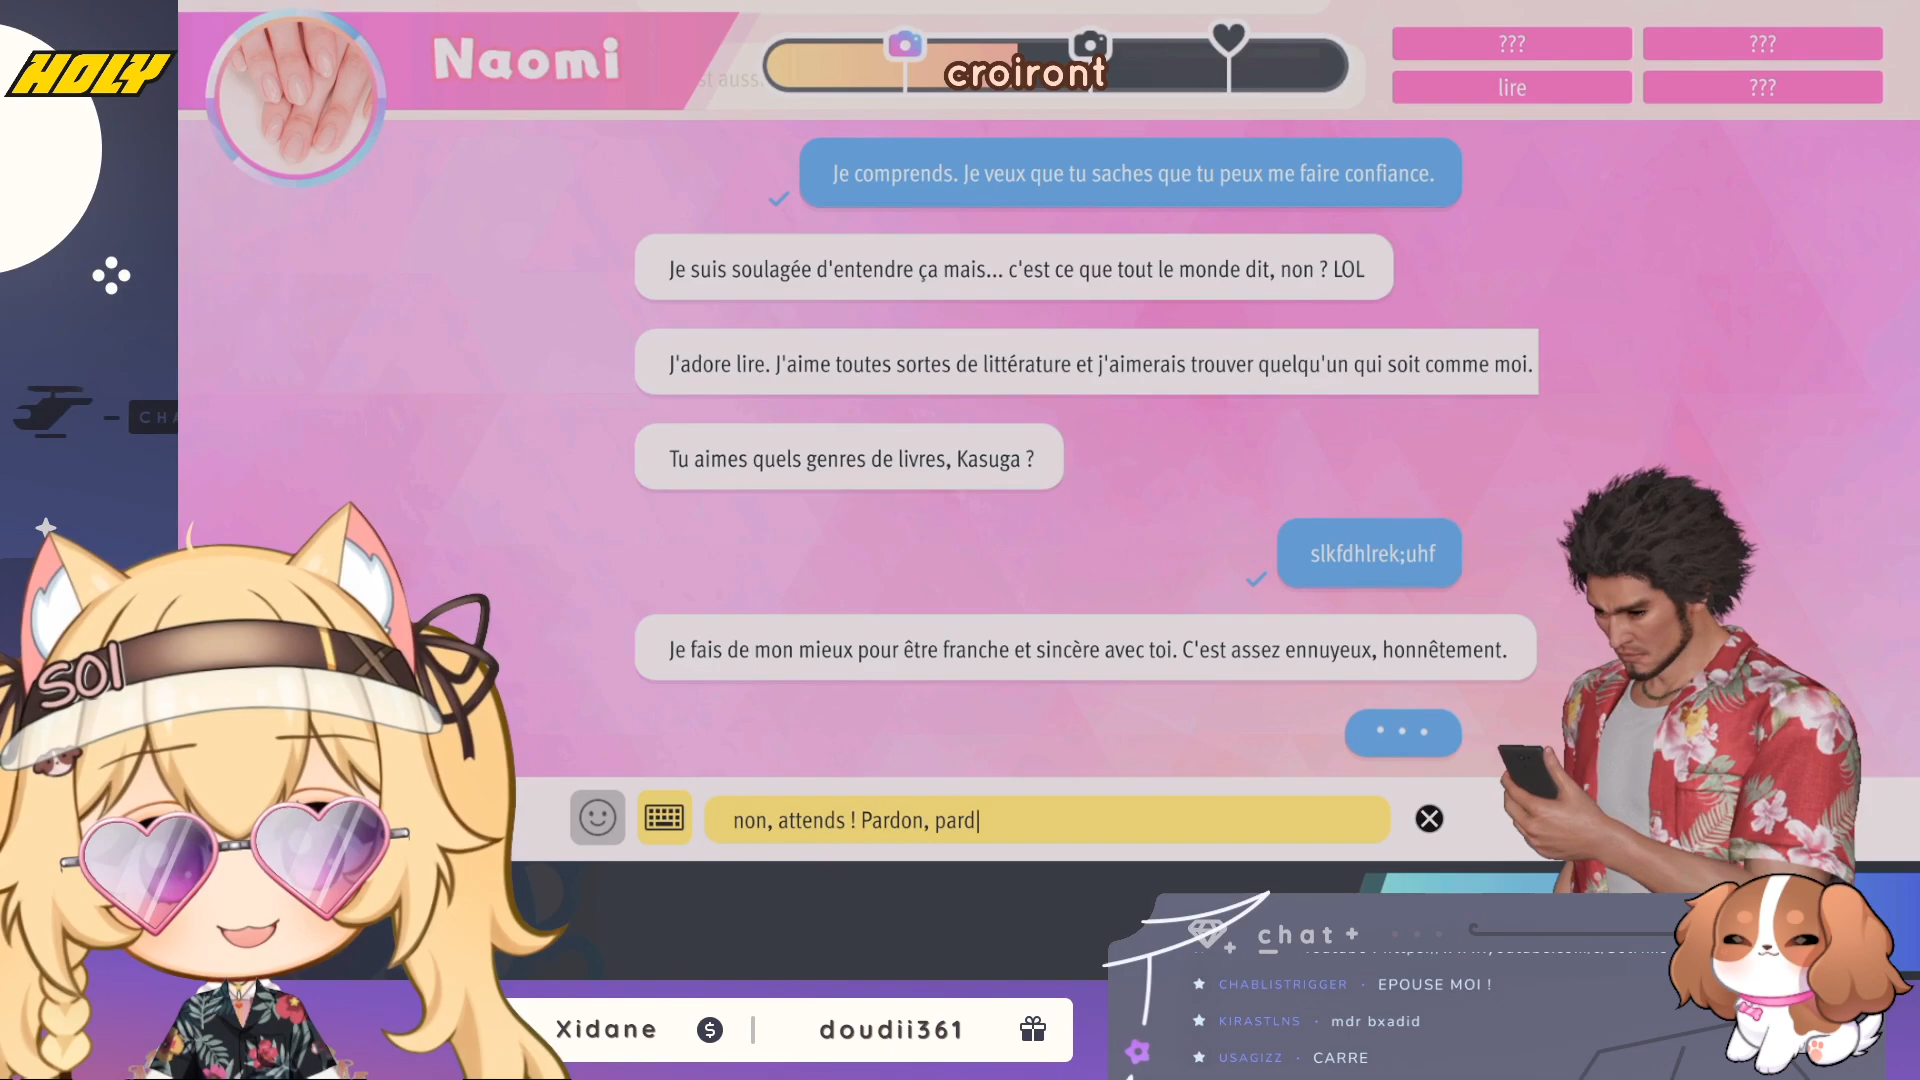 HOLY
Naomi
st auss.
croiront
???
???
lire
???
Je comprends. Je veux que tu saches que tu peux me faire confiance.
Je suis soulagée d'entendre ça mais... c'est ce que tout le monde dit, non ? LOL
J'adore lire. J'aime toutes sortes de littérature et j'aimerais trouver quelqu'un qui soit comme moi.
CHA
Tu aimes quels genres de livres, Kasuga ?
slkfdhlrek;uhf
Je fais de mon mieux pour être franche et sincère avec toi. C'est assez ennuyeux, honnêtement.
SOI
non, attends ! Pardon, pard
chat
CHABLISTRIGGER · EPOUSE MOI !
KIRASTLNS · mdr bxadid
USAGIZZ · CARRE
Xidane
doudii361